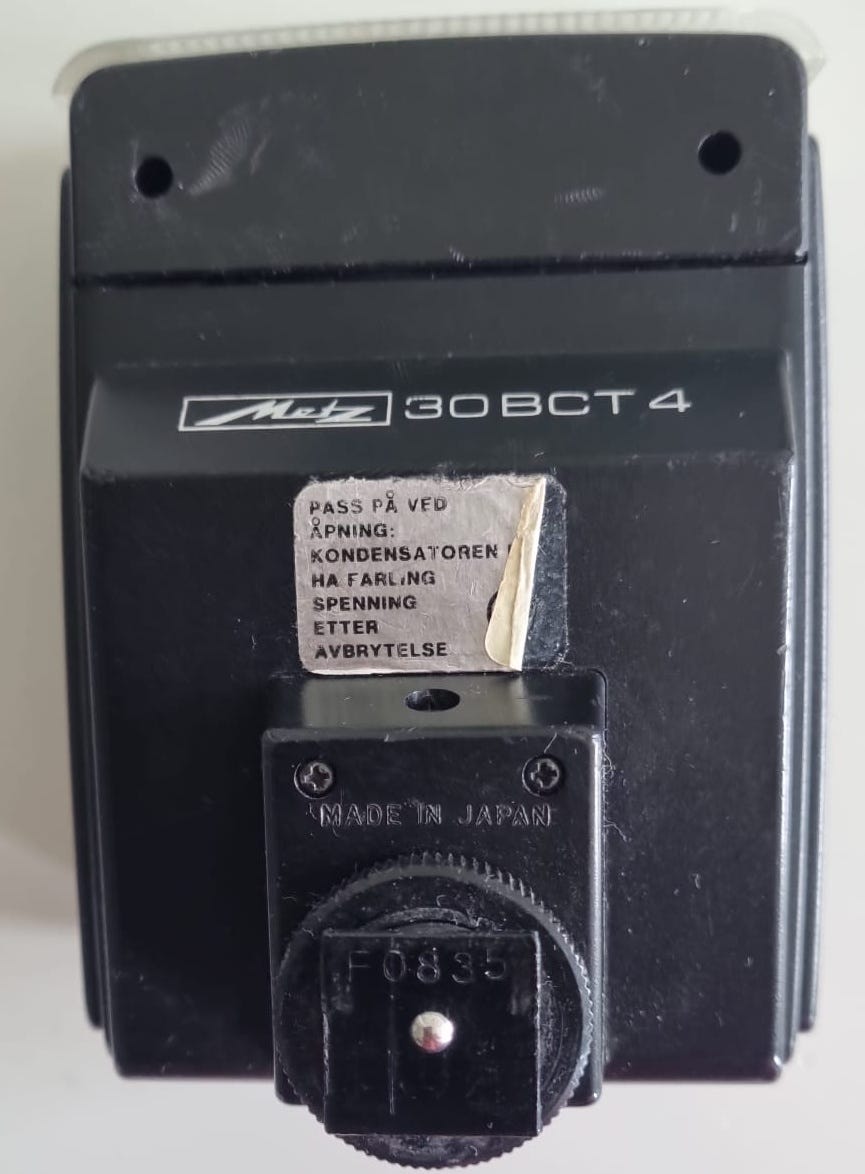 Metz 30 BCT 4
PASS PÅ VED
ÅPNING:
KONDENSATOREN
HA FARLING
SPENNING
ETTER
AVBRYTELSE
MADE IN JAPAN
F0835